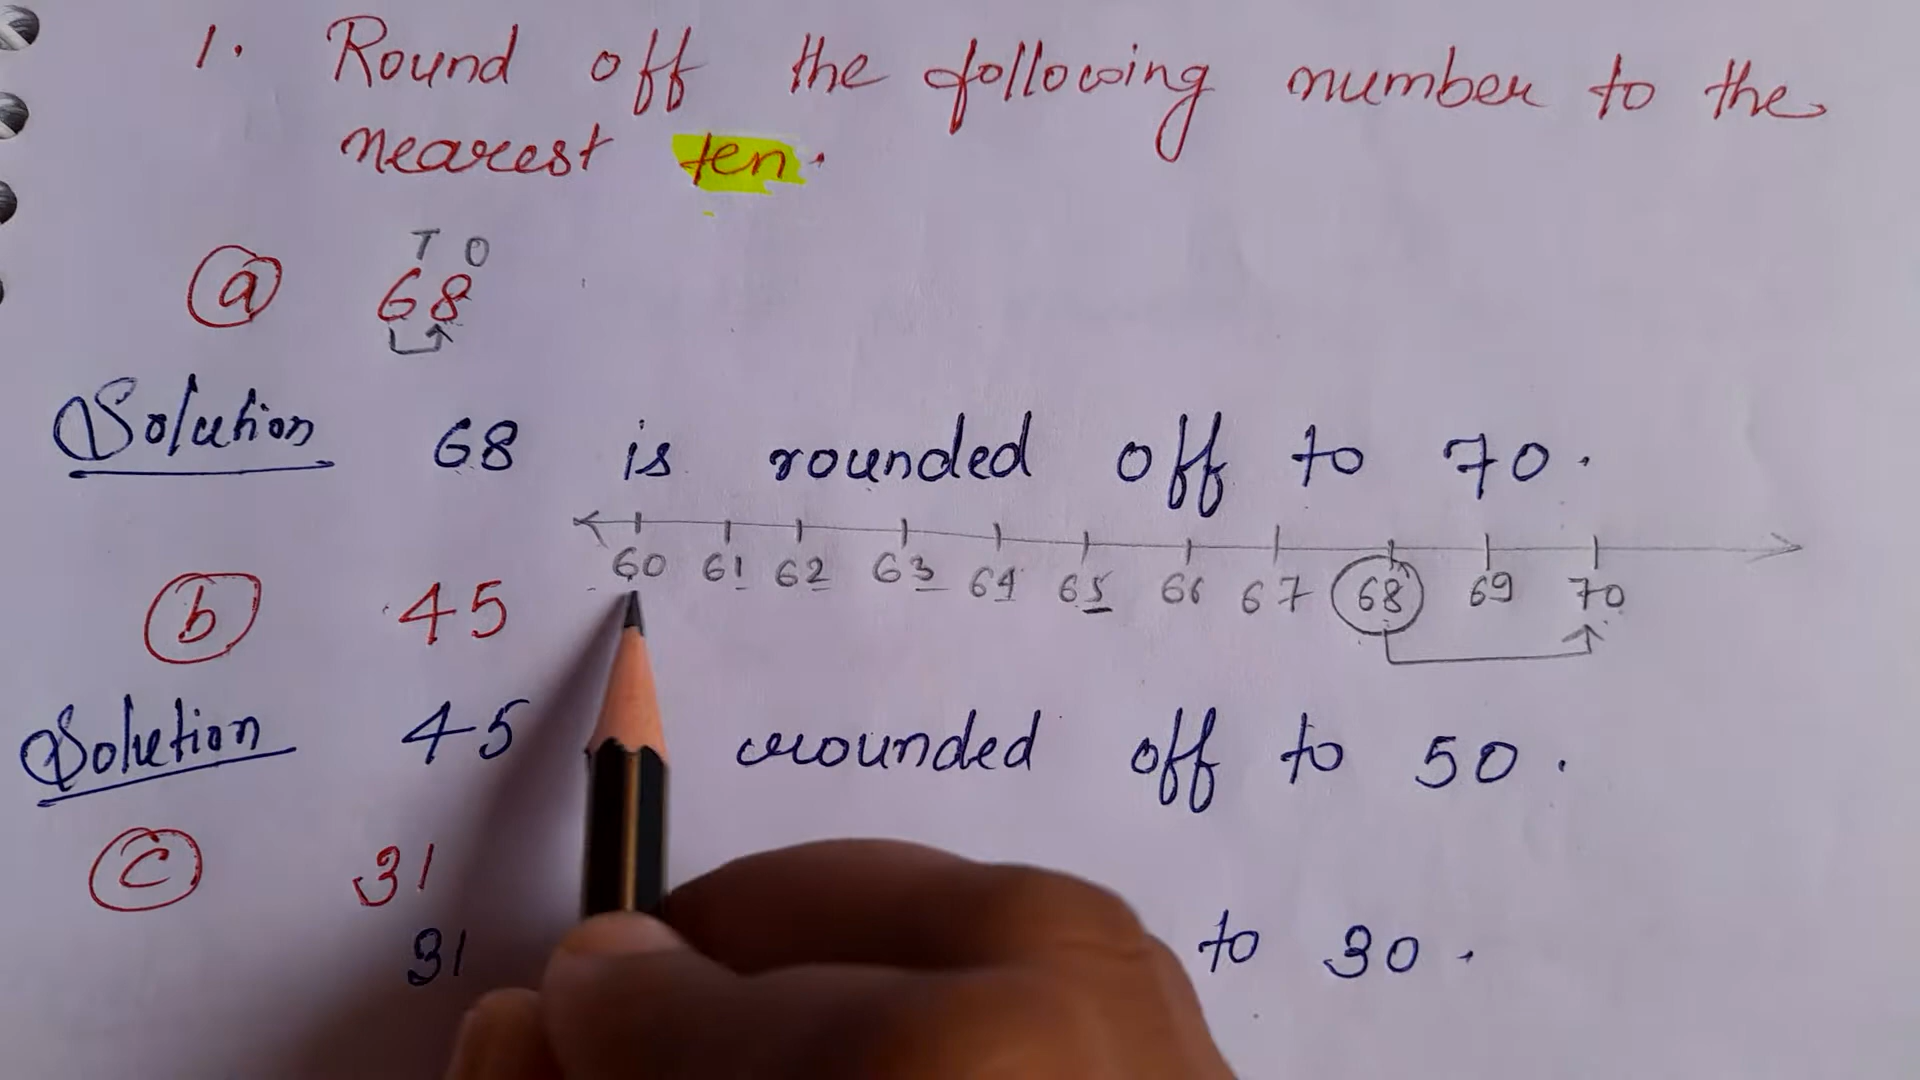 1. Round off the following number to the
nearest ten.
T O
a 68
Solution 68 is rounded off to 70.
60 61 62 63 64 65 66 67 68 69 70
b 45
Solution 45 rounded off to 50.
c 31
31 to 30.